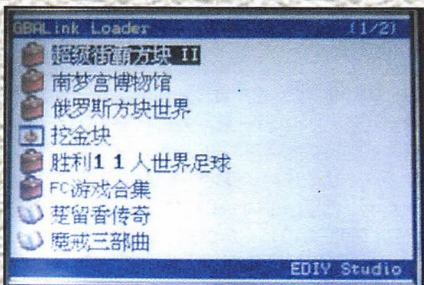 GBALink Loader (1/2)
超级街霸方块 II
南梦宫博物馆
俄罗斯方块世界
挖金块
胜利11人世界足球
FC游戏合集
楚留香传奇
魔戒三部曲
EDIY Studio